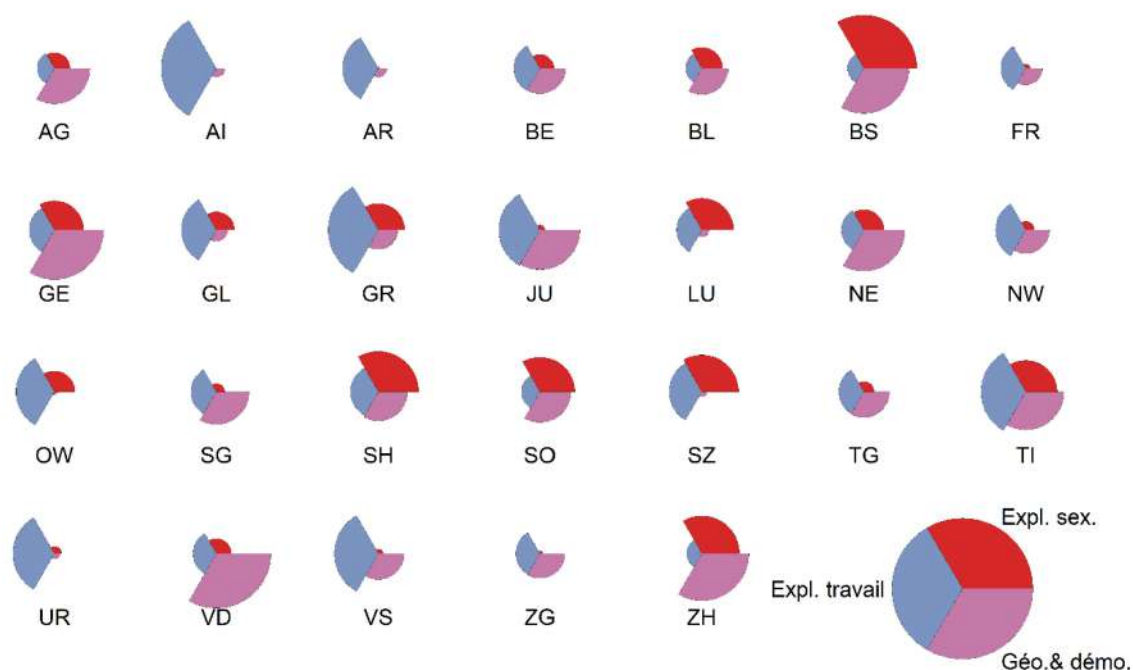 AG AI AR BE BL BS FR
GE GL GR JU LU NE NW
OW SG SH SO SZ TG TI
Expl. sex.
Expl. travail
UR VD VS ZG ZH
Géo.& démo.